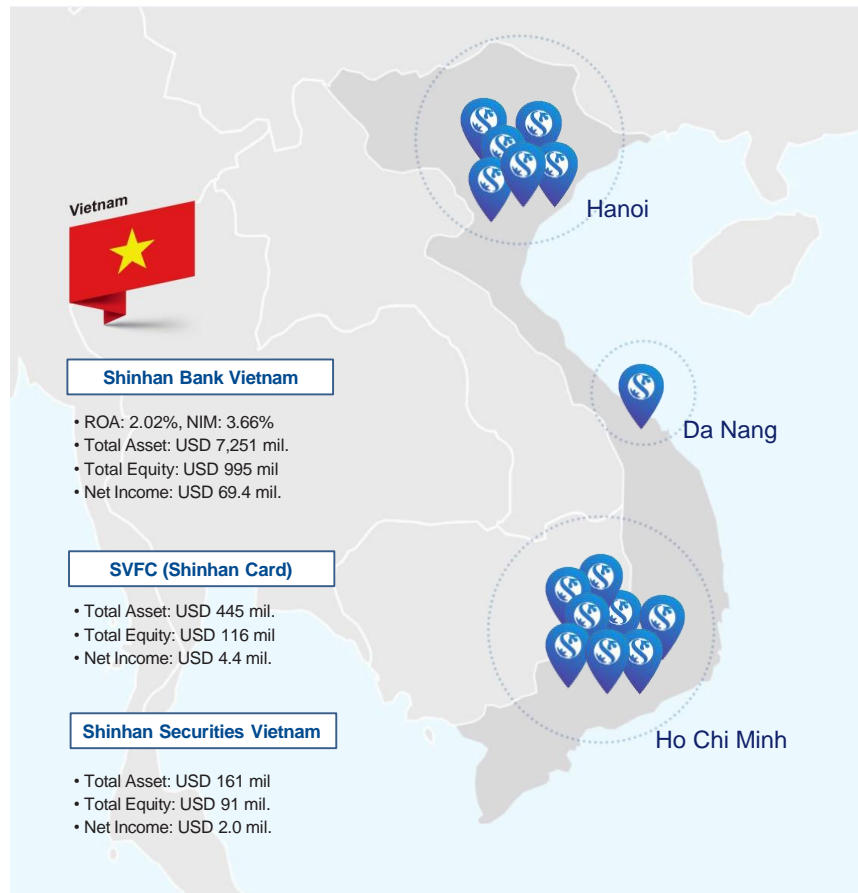 Vietnam
Hanoi
Da Nang
Ho Chi Minh
Shinhan Bank Vietnam
• ROA: 2.02%, NIM: 3.66%
• Total Asset: USD 7,251 mil.
• Total Equity: USD 995 mil
• Net Income: USD 69.4 mil.
SVFC (Shinhan Card)
• Total Asset: USD 445 mil.
• Total Equity: USD 116 mil
• Net Income: USD 4.4 mil.
Shinhan Securities Vietnam
• Total Asset: USD 161 mil
• Total Equity: USD 91 mil.
• Net Income: USD 2.0 mil.